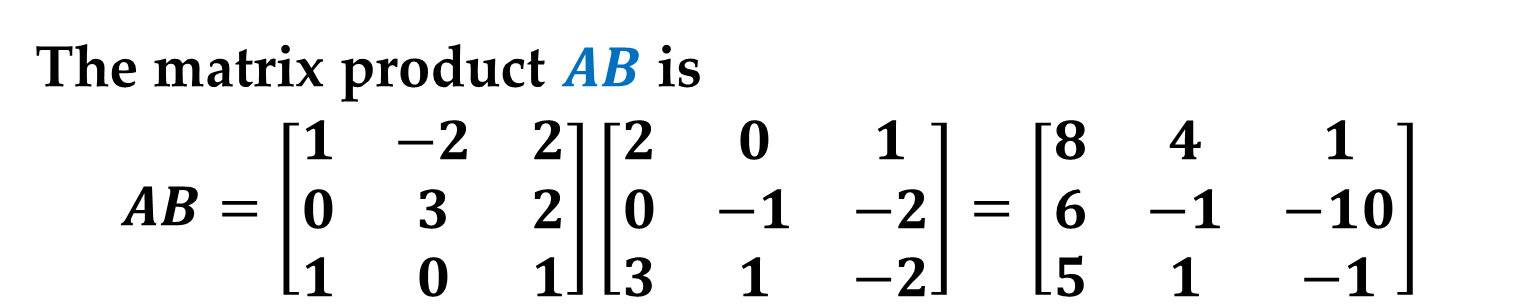 The matrix product AB is
AB = [1 −2 2; 0 3 2; 1 0 1] [2 0 1; 0 −1 −2; 3 1 −2] = [8 4 1; 6 −1 −10; 5 1 −1]